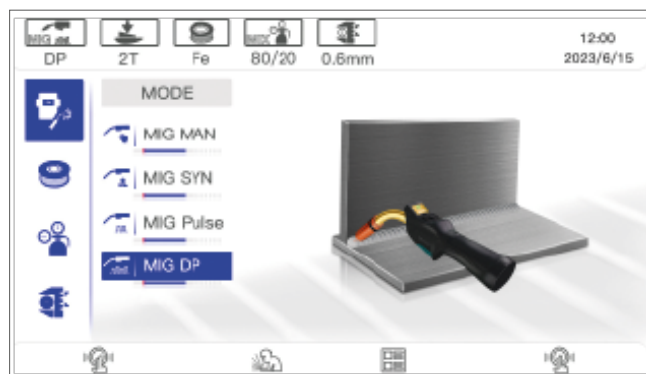 MIG
MIX
DP 2T Fe 80/20 0.6mm
12:00
2023/6/15
MODE
MIG MAN
MIG SYN
MIG Pulse
MIG DP